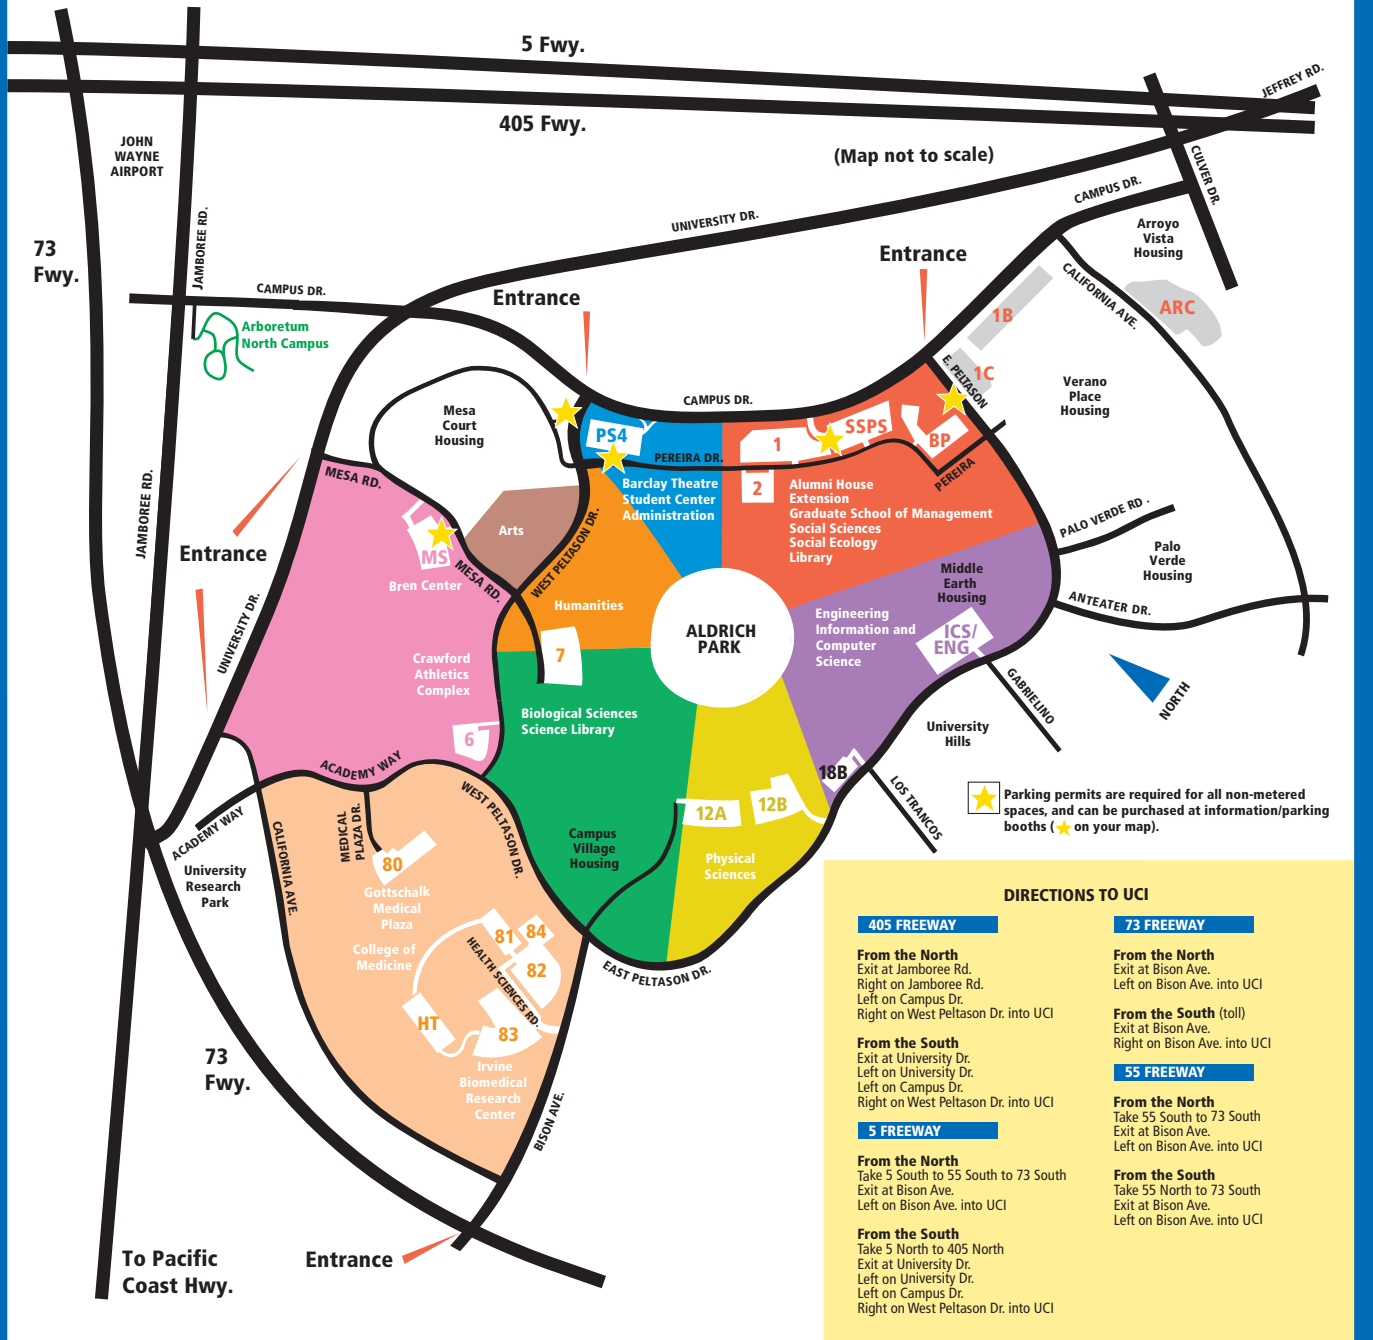 5 Fwy.
405 Fwy.
JEFFREY RD.
JOHN
WAYNE
AIRPORT
(Map not to scale)
CULVER DR.
CAMPUS DR.
UNIVERSITY DR.
JAMBOREE RD.
73
Fwy.
Arroyo
Vista
Housing
Entrance
CALIFORNIA AVE.
CAMPUS DR.
Entrance
ARC
1B
Arboretum
North Campus
E. PELTASON
1C
Verano
Place
Housing
Mesa
Court
Housing
CAMPUS DR.
PS4
1
SSPS
BP
PEREIRA DR.
PEREIRA
MESA RD.
Barclay Theatre
Student Center
Administration
2
Alumni House
Extension
Graduate School of Management
Social Sciences
Social Ecology
Library
JAMBOREE RD.
Arts
WEST PELTASON DR.
PALO VERDE RD .
Entrance
MS
Bren Center
MESA RD.
Palo
Verde
Housing
Middle
Earth
Housing
ANTEATER DR.
UNIVERSITY DR.
Humanities
ALDRICH
PARK
Engineering
Information and
Computer
Science
ICS/
ENG
7
Crawford
Athletics
Complex
GABRIELINO
NORTH
Biological Sciences
Science Library
University
Hills
6
ACADEMY WAY
18B
LOS TRANCOS
WEST PELTASON DR.
12A
12B
Parking permits are required for all non-metered
spaces, and can be purchased at information/parking
booths ( on your map).
ACADEMY WAY
CALIFORNIA AVE.
MEDICAL
PLAZA DR.
Campus
Village
Housing
Physical
Sciences
University
Research
Park
80
Gottschalk
Medical
Plaza
College of
Medicine
81
84
82
HEALTH SCIENCES RD.
EAST PELTASON DR.
HT
83
73
Fwy.
Irvine
Biomedical
Research
Center
BISON AVE.
Entrance
To Pacific
Coast Hwy.
DIRECTIONS TO UCI
405 FREEWAY
From the North
Exit at Jamboree Rd.
Right on Jamboree Rd.
Left on Campus Dr.
Right on West Peltason Dr. into UCI
From the South
Exit at University Dr.
Left on University Dr.
Left on Campus Dr.
Right on West Peltason Dr. into UCI
5 FREEWAY
From the North
Take 5 South to 55 South to 73 South
Exit at Bison Ave.
Left on Bison Ave. into UCI
From the South
Take 5 North to 405 North
Exit at University Dr.
Left on University Dr.
Left on Campus Dr.
Right on West Peltason Dr. into UCI
73 FREEWAY
From the North
Exit at Bison Ave.
Left on Bison Ave. into UCI
From the South (toll)
Exit at Bison Ave.
Right on Bison Ave. into UCI
55 FREEWAY
From the North
Take 55 South to 73 South
Exit at Bison Ave.
Left on Bison Ave. into UCI
From the South
Take 55 North to 73 South
Exit at Bison Ave.
Left on Bison Ave. into UCI